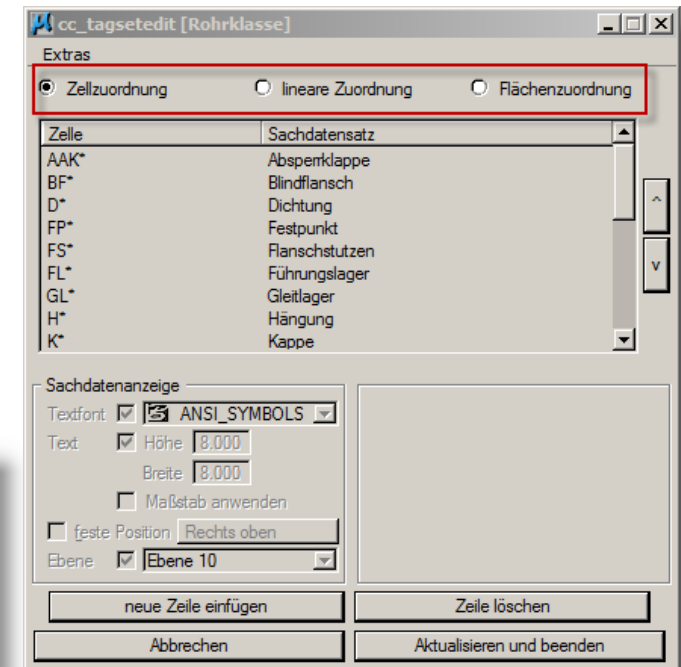 cc_tagsetedit [Rohrklasse]
Extras
Zellzuordnung lineare Zuordnung Flächenzuordnung
Zelle Sachdatensatz
AAK* Absperrklappe
BF* Blindflansch
D* Dichtung
FP* Festpunkt
FS* Flanschstutzen
FL* Führungslager
GL* Gleitlager
H* Hängung
K* Kappe
^
v
Sachdatenanzeige
Textfont ANSI_SYMBOLS
Text Höhe 8.000
Breite 8.000
Maßstab anwenden
feste Position Rechts oben
Ebene Ebene 10
neue Zeile einfügen Zeile löschen
Abbrechen Aktualisieren und beenden